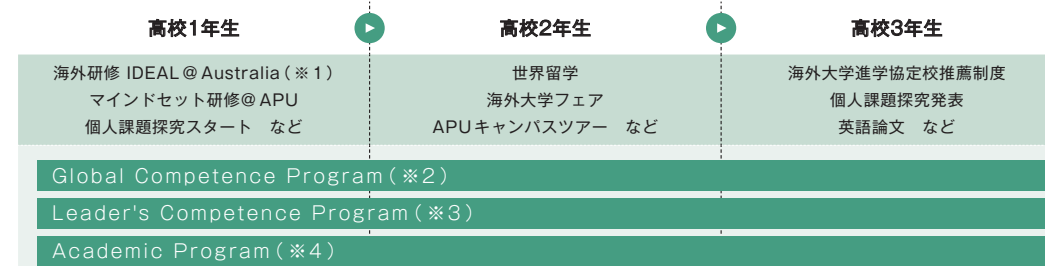 高校1年生
高校2年生
高校3年生
海外研修 IDEAL@Australia(※1)
マインドセット研修@APU
個人課題探究スタート　など
世界留学
海外大学フェア
APUキャンパスツアー　など
海外大学進学協定校推薦制度
個人課題探究発表
英語論文　など
Global Competence Program(※2)
Leader's Competence Program(※3)
Academic Program(※4)